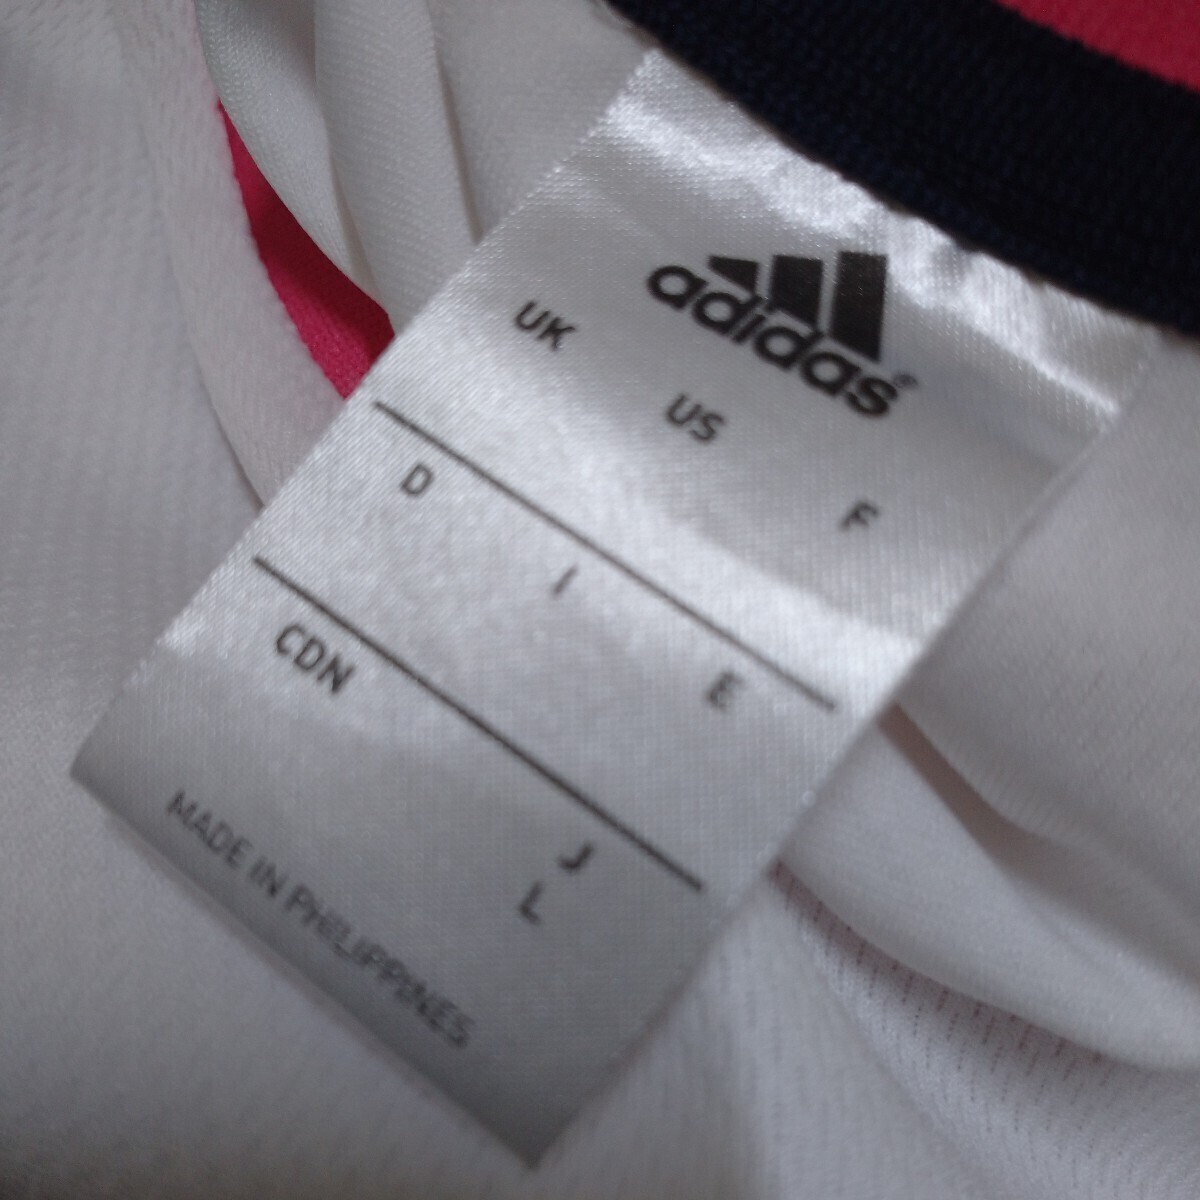 adidas®
UK US F
D I E
CDN J
L
MADE IN PHILIPPINES